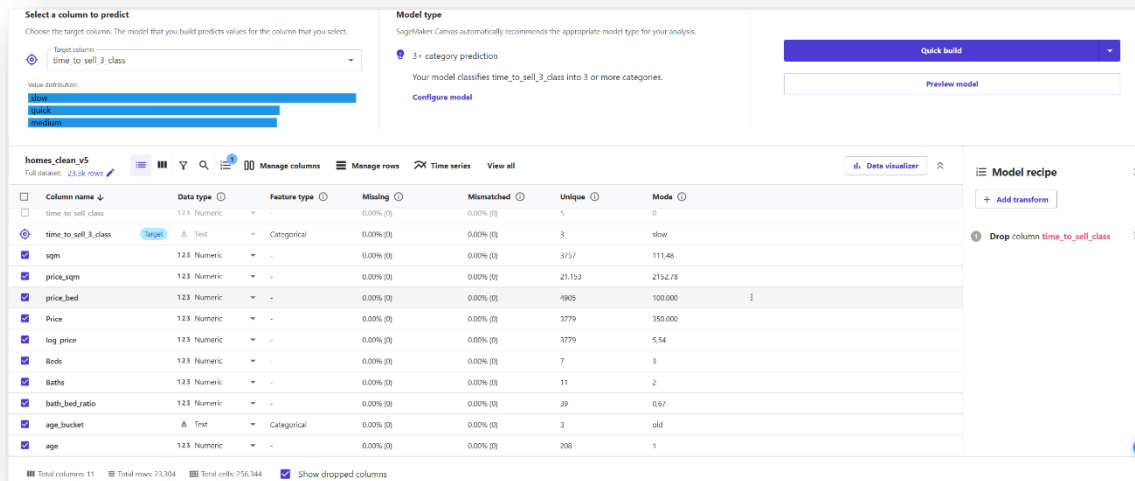 Select a column to predict
Choose the target column. The model that you build predicts values for the column that you select.
Target column
time_to_sell_3_class
Value distribution
slow
quick
medium
Model type
SageMaker Canvas automatically recommends the appropriate model type for your analysis.
3+ category prediction
Your model classifies time_to_sell_3_class into 3 or more categories.
Configure model
Quick build
Preview model
homes_clean_v5
Full dataset: 23.3k rows
1
Manage columns
Manage rows
Time series
View all
Data visualizer
Column name Data type Feature type Missing Mismatched Unique Mode
time_to_sell_class 123 Numeric - 0.00% (0) 0.00% (0) 5 0
time_to_sell_3_class Target Text Categorical 0.00% (0) 0.00% (0) 3 slow
sqm 123 Numeric - 0.00% (0) 0.00% (0) 3757 111,48
price_sqm 123 Numeric - 0.00% (0) 0.00% (0) 21.153 2152,78
price_bed 123 Numeric - 0.00% (0) 0.00% (0) 4905 100.000
Price 123 Numeric - 0.00% (0) 0.00% (0) 3779 350.000
log_price 123 Numeric - 0.00% (0) 0.00% (0) 3779 5,54
Beds 123 Numeric - 0.00% (0) 0.00% (0) 7 3
Baths 123 Numeric - 0.00% (0) 0.00% (0) 11 2
bath_bed_ratio 123 Numeric - 0.00% (0) 0.00% (0) 39 0,67
age_bucket Text Categorical 0.00% (0) 0.00% (0) 3 old
age 123 Numeric - 0.00% (0) 0.00% (0) 208 1
Total columns: 11 Total rows: 23.304 Total cells: 256.344 Show dropped columns
Model recipe
+ Add transform
1 Drop column time_to_sell_class